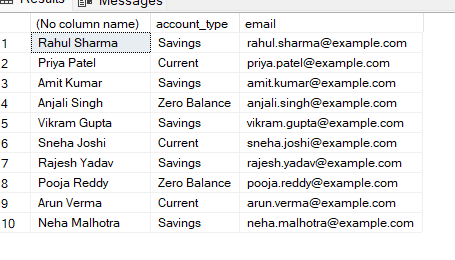 Results Messages
(No column name) account_type email
1 Rahul Sharma Savings rahul.sharma@example.com
2 Priya Patel Current priya.patel@example.com
3 Amit Kumar Savings amit.kumar@example.com
4 Anjali Singh Zero Balance anjali.singh@example.com
5 Vikram Gupta Savings vikram.gupta@example.com
6 Sneha Joshi Current sneha.joshi@example.com
7 Rajesh Yadav Savings rajesh.yadav@example.com
8 Pooja Reddy Zero Balance pooja.reddy@example.com
9 Arun Verma Current arun.verma@example.com
10 Neha Malhotra Savings neha.malhotra@example.com